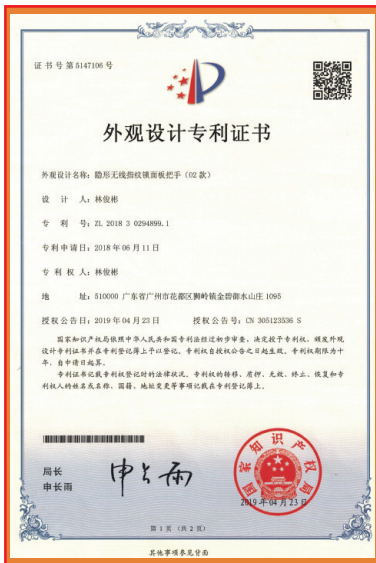 证书号第5147106号
外观设计专利证书
外观设计名称：隐形无线指纹锁面板把手（02款）
设 计 人：林俊彬
专 利 号：ZL 2018 3 0294899.1
专利申请日：2018年06月11日
专 利 权 人：林俊彬
地 址：510000 广东省广州市花都区狮岭镇金碧御水山庄1095
授权公告日：2019年04月23日 授权公告号：CN 305123536 S
国家知识产权局依照中华人民共和国专利法经过初步审查，决定授予专利权，颁发外观
设计专利证书并在专利登记簿上予以登记。专利权自授权公告之日起生效。专利权期限为十
年，自申请日起算。
专利证书记载专利权登记时的法律状况。专利权的转移、质押、无效、终止、恢复和专
利权人的姓名或名称、国籍、地址变更等事项记载在专利登记簿上。
局长
申长雨
申长雨
国家知识产权局
2019年04月23日
第 1 页 （共 2 页）
其他事项参见背面